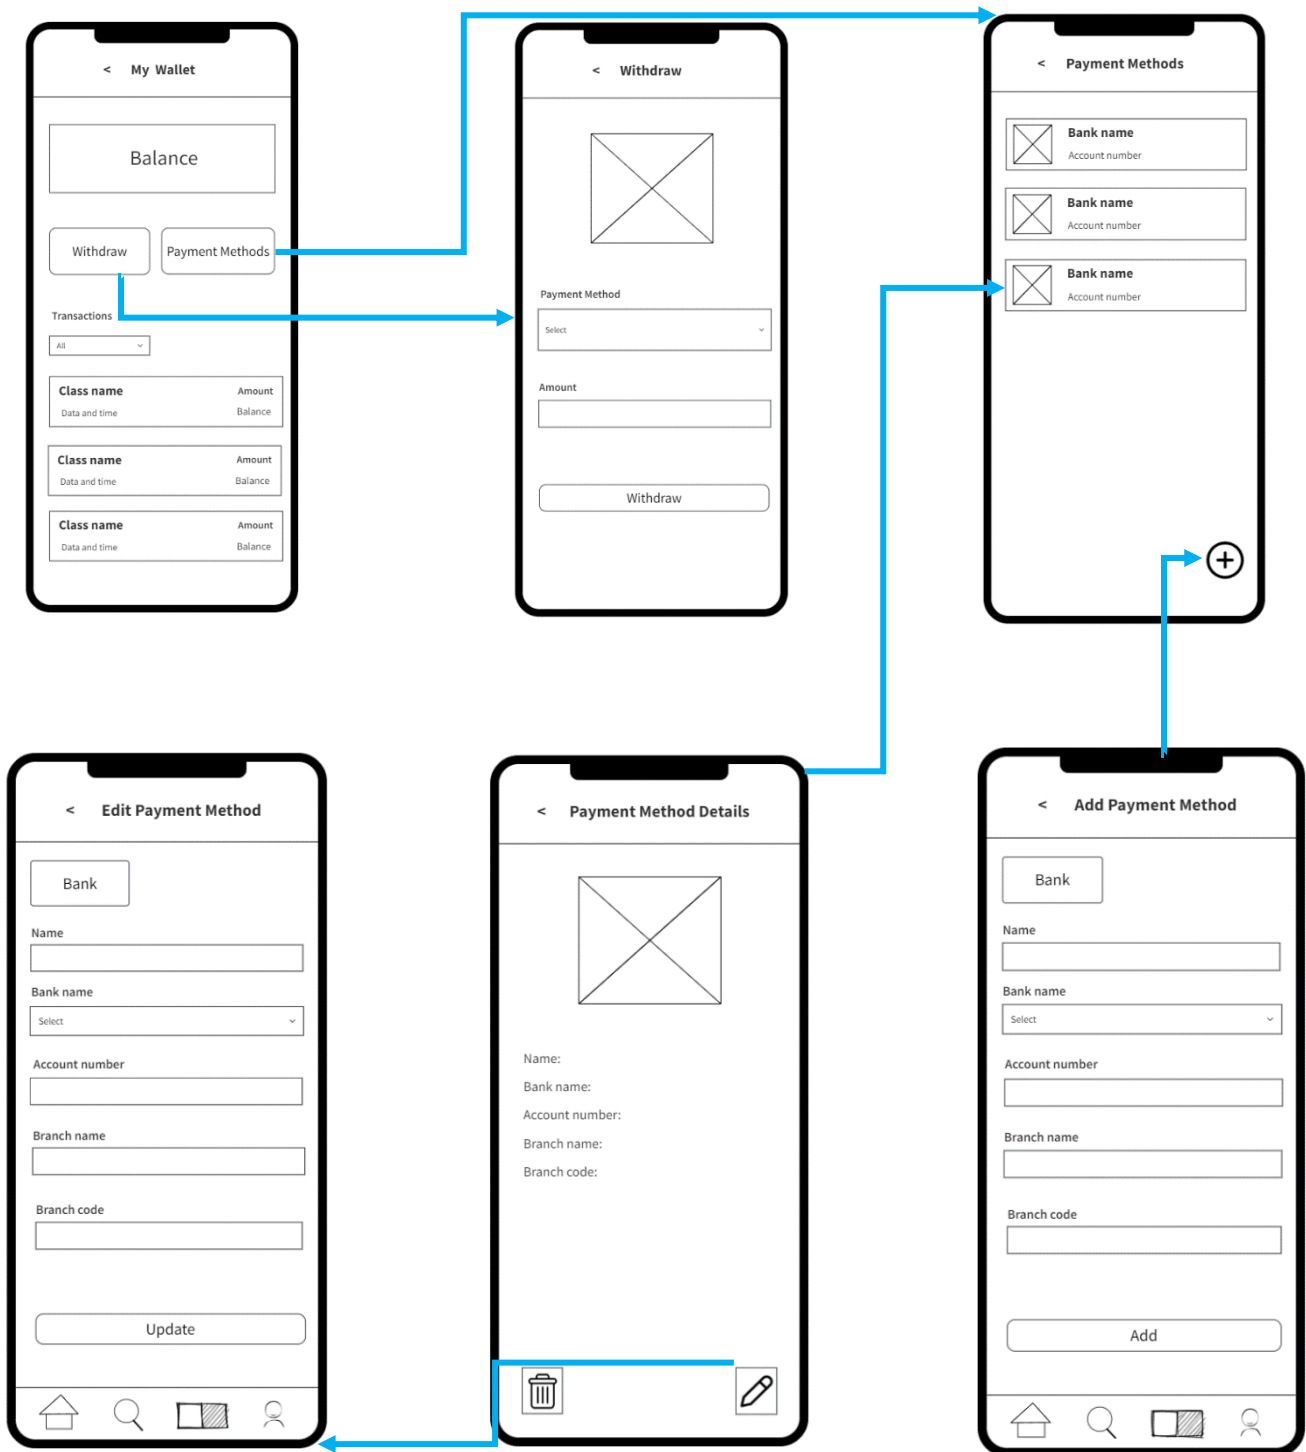 < My Wallet
Balance
Withdraw
Payment Methods
Transactions
All
Class name Amount
Data and time Balance
Class name Amount
Data and time Balance
Class name Amount
Data and time Balance
< Withdraw
Payment Method
Select
Amount
Withdraw
< Payment Methods
Bank name
Account number
Bank name
Account number
Bank name
Account number
< Edit Payment Method
Bank
Name
Bank name
Select
Account number
Branch name
Branch code
Update
< Payment Method Details
Name:
Bank name:
Account number:
Branch name:
Branch code:
< Add Payment Method
Bank
Name
Bank name
Select
Account number
Branch name
Branch code
Add